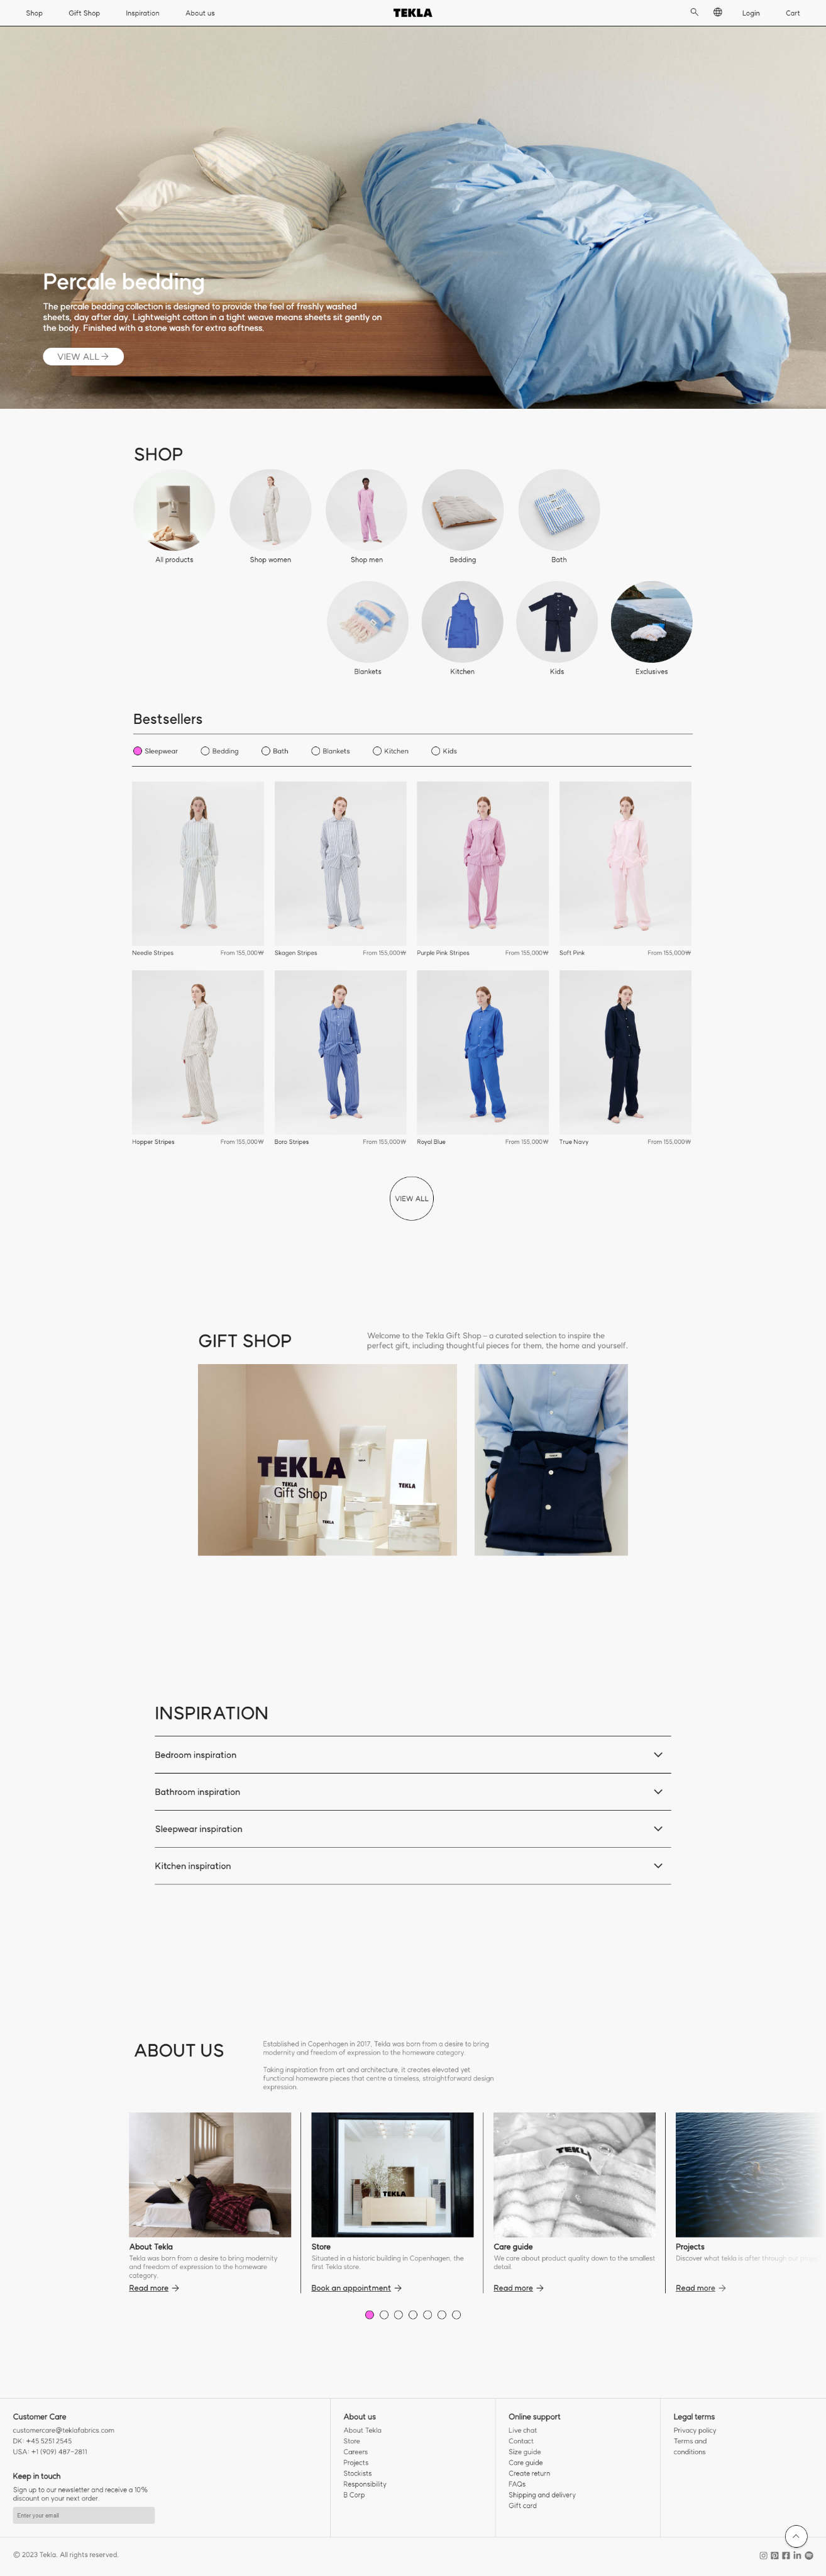 Shop
Gift Shop
Inspiration
About us
TEKLA
Login
Cart
Percale bedding
The percale bedding collection is designed to provide the feel of freshly washed
sheets, day after day. Lightweight cotton in a tight weave means sheets sit gently on
the body. Finished with a stone wash for extra softness.
VIEW ALL
SHOP
All products
Shop women
Shop men
Bedding
Bath
Blankets
Kitchen
Kids
Exclusives
Bestsellers
Sleepwear
Bedding
Bath
Blankets
Kitchen
Kids
Needle Stripes From 155,000₩
Skagen Stripes From 155,000₩
Purple Pink Stripes From 155,000₩
Soft Pink From 155,000₩
Hopper Stripes From 155,000₩
Boro Stripes From 155,000₩
Royal Blue From 155,000₩
True Navy From 155,000₩
VIEW ALL
GIFT SHOP
Welcome to the Tekla Gift Shop – a curated selection to inspire the
perfect gift, including thoughtful pieces for them, the home and yourself.
TEKLA
Gift Shop
TEKLA
TEKLA
TEKLA
Gift Sh
INSPIRATION
Bedroom inspiration
Bathroom inspiration
Sleepwear inspiration
Kitchen inspiration
ABOUT US
Established in Copenhagen in 2017, Tekla was born from a desire to bring
modernity and freedom of expression to the homeware category.
Taking inspiration from art and architecture, it creates elevated yet
functional homeware pieces that centre a timeless, straightforward design
expression.
TEKLA
TEKL
About Tekla
Tekla was born from a desire to bring modernity
and freedom of expression to the homeware
category.
Read more
Store
Situated in a historic building in Copenhagen, the
first Tekla store.
Book an appointment
Care guide
We care about product quality down to the smallest
detail.
Read more
Projects
Discover what tekla is after through our
Read more
Customer Care
customercare@teklafabrics.com
DK: +45 5251 2545
USA: +1 (909) 487-2811
Keep in touch
Sign up to our newsletter and receive a 10%
discount on your next order.
Enter your email
About us
About Tekla
Store
Careers
Projects
Stockists
Responsibility
B Corp
Online support
Live chat
Contact
Size guide
Care guide
Create return
FAQs
Shipping and delivery
Gift card
Legal terms
Privacy policy
Terms and
conditions
© 2023 Tekla. All rights reserved.